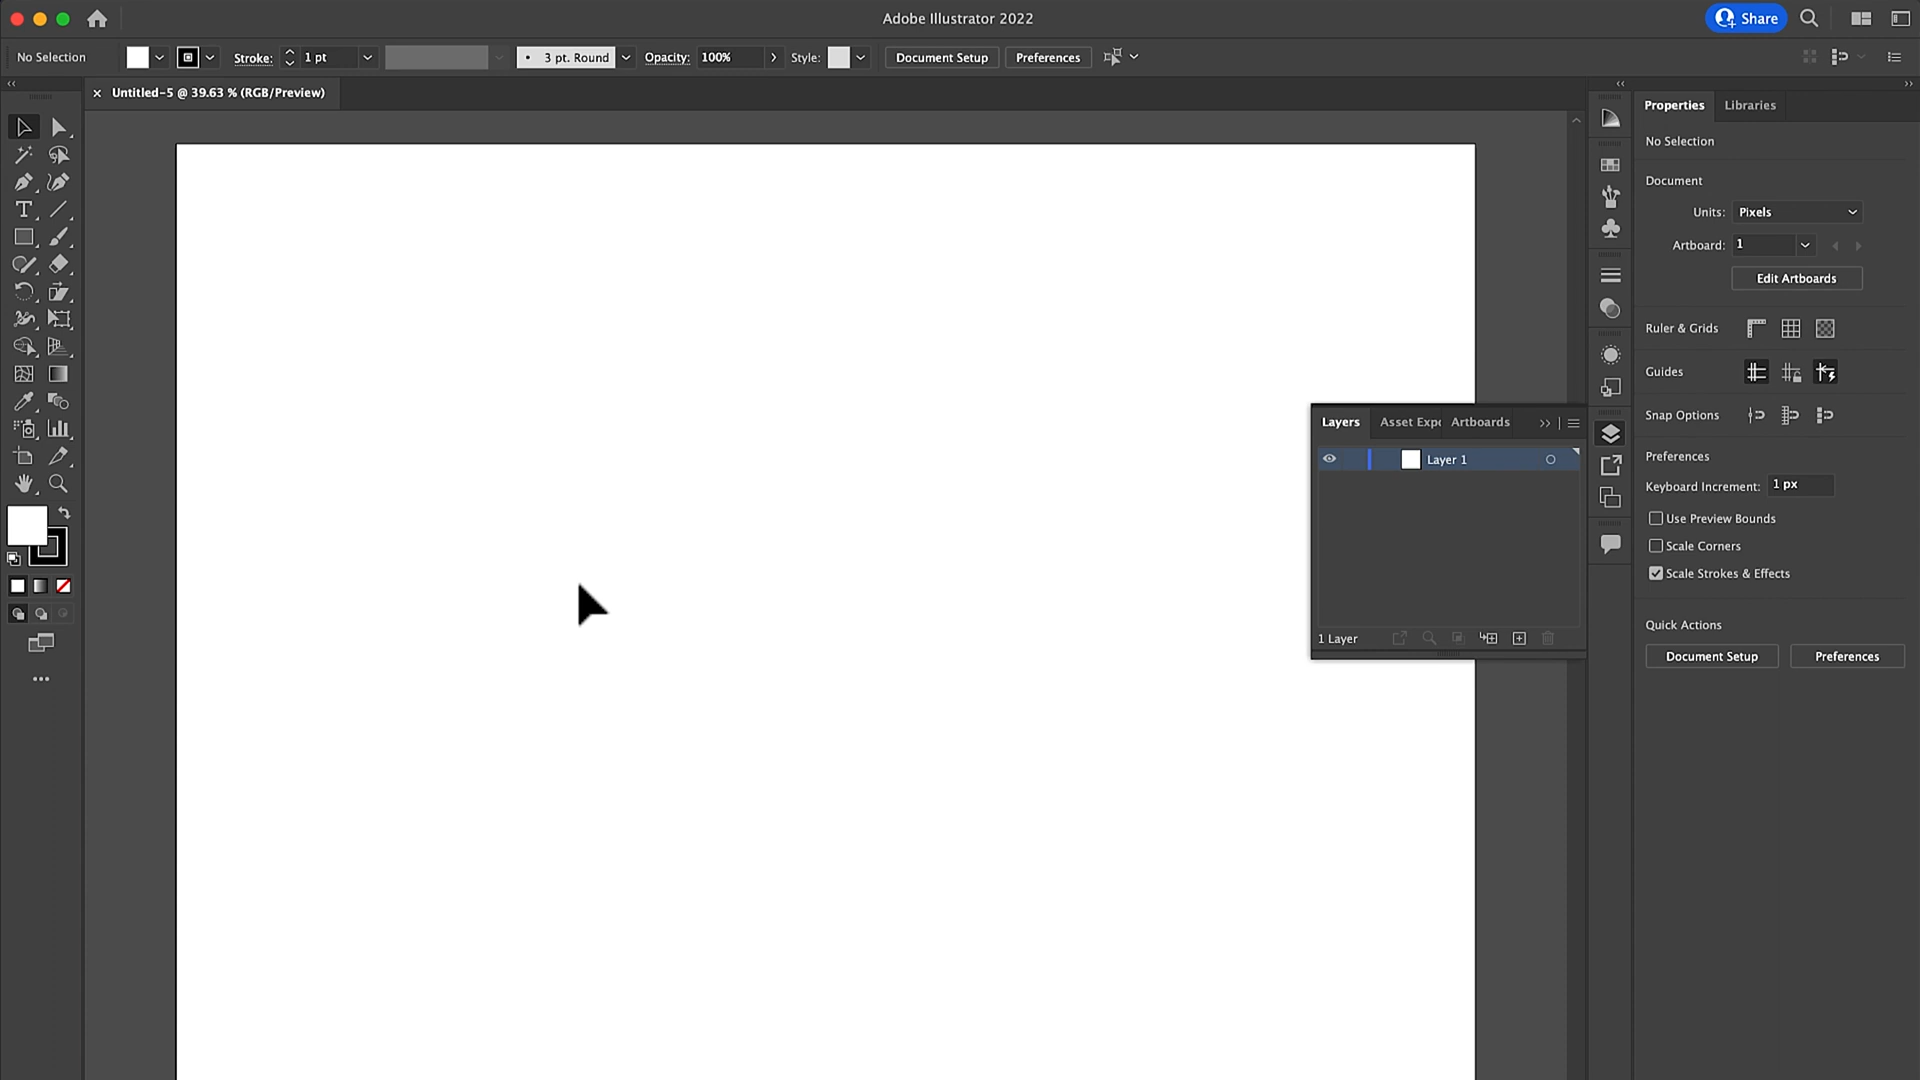 Adobe Illustrator 2022
Share
No Selection
Stroke:
1 pt
3 pt. Round
Opacity:
100%
Style:
Document Setup
Preferences
× Untitled-5 @ 39.63 % (RGB/Preview)
Properties
Libraries
No Selection
Document
Units:
Pixels
Artboard:
1
Edit Artboards
Ruler & Grids
Guides
Snap Options
Preferences
Keyboard Increment:
1 px
Use Preview Bounds
Scale Corners
Scale Strokes & Effects
Quick Actions
Document Setup
Preferences
Layers
Asset Expo
Artboards
Layer 1
1 Layer